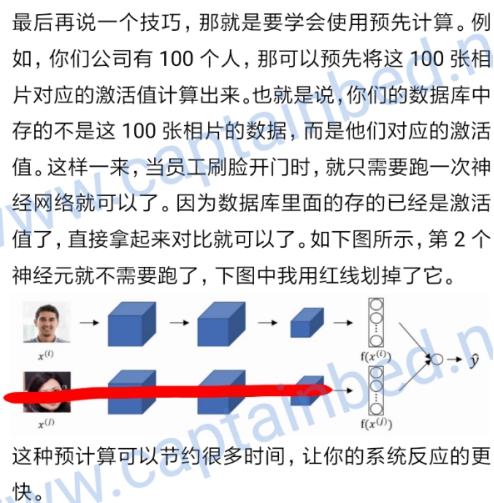 最后再说一个技巧，那就是要学会使用预先计算。例
如，你们公司有 100 个人，那可以预先将这 100 张相
片对应的激活值计算出来。也就是说，你们的数据库中
存的不是这 100 张相片的数据，而是他们对应的激活
值。这样一来，当员工刷脸开门时，就只需要跑一次神
经网络就可以了。因为数据库里面的存的已经是激活
值了，直接拿起来对比就可以了。如下图所示，第 2 个
神经元就不需要跑了，下图中我用红线划掉了它。
x^(i)
f(x^(i))
ŷ
x^(j)
f(x^(j))
这种预计算可以节约很多时间，让你的系统反应的更
快。
www.captainbed.n
www.captainbed.n